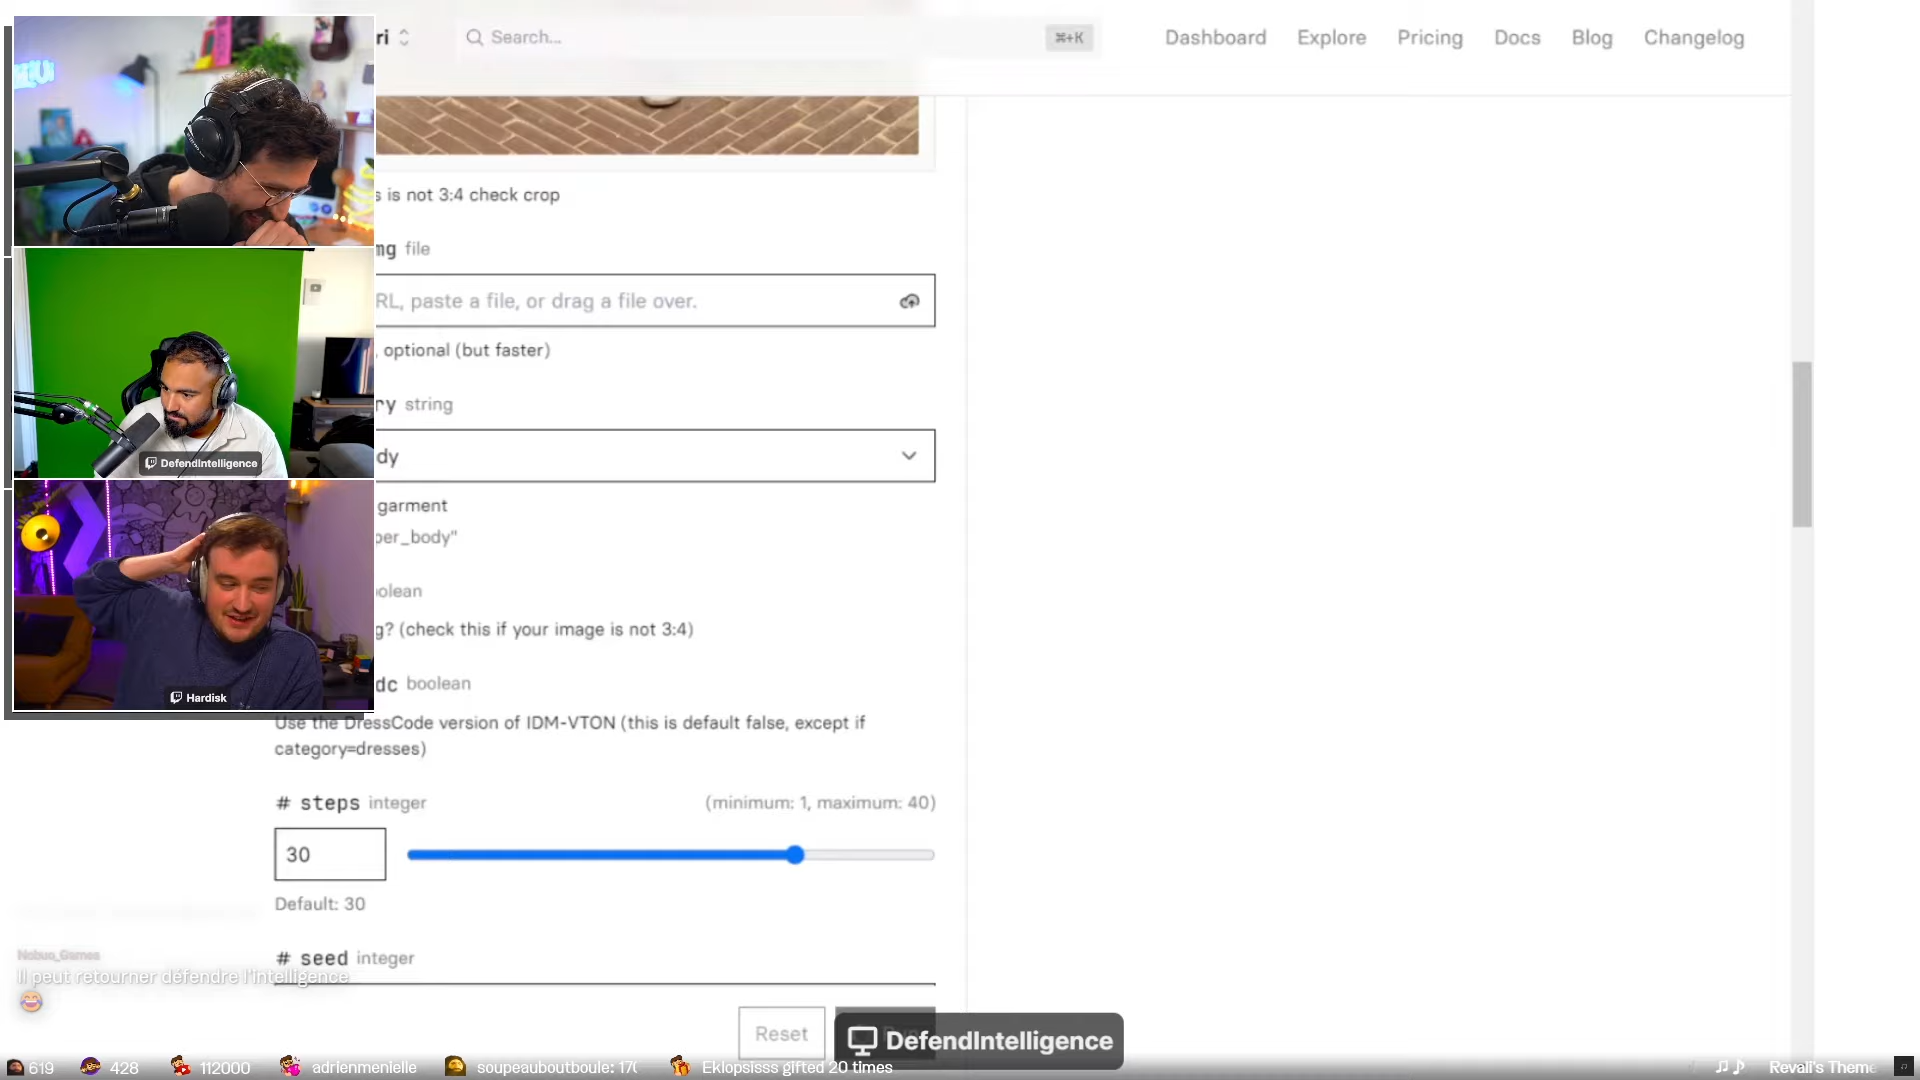 ri
Search...
⌘+K
Dashboard
Explore
Pricing
Docs
Blog
Changelog
is not 3:4 check crop
file
RL, paste a file, or drag a file over.
optional (but faster)
ry string
dy
garment
per_body"
olean
g? (check this if your image is not 3:4)
dc boolean
Use the DressCode version of IDM-VTON (this is default false, except if
category=dresses)
# steps integer
(minimum: 1, maximum: 40)
30
Default: 30
# seed integer
Reset
DefendIntelligence
DefendIntelligence
Hardisk
Nobuo_Games
Il peut retourner défendre l'intelligence
619
428
112000
adrienmenielle
soupeauboutboule: 170
Eklopsisss gifted 20 times
Revali's Theme